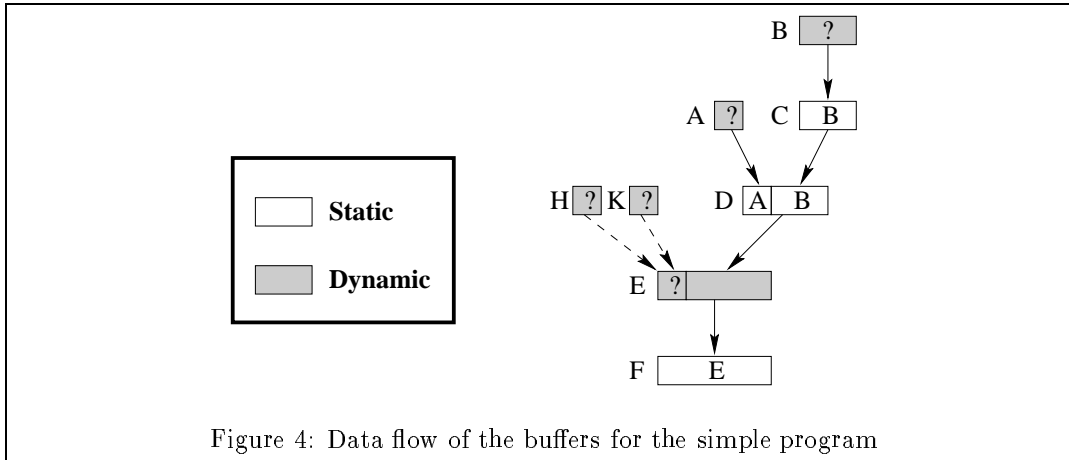 B ?
A ? C B
H ? K ? D A B
Static
Dynamic
E ?
F E
Figure 4: Data flow of the buffers for the simple program